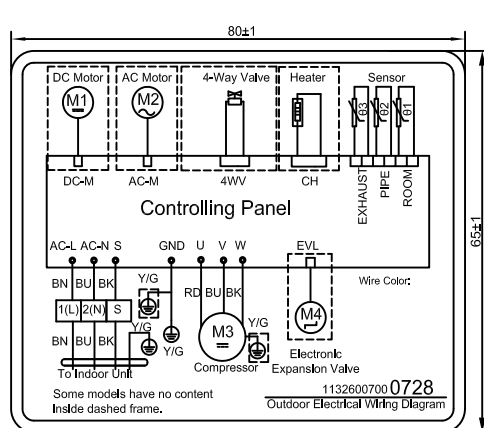 80±1
65±1
DC Motor AC Motor 4-Way Valve Heater Sensor
M1 M2 θ3 θ2 θ1
DC-M AC-M 4WV CH EXHAUST PIPE ROOM
Controlling Panel
AC-L AC-N S GND U V W EVL
BN BU BK Y/G RD BU BK Wire Color:
1(L) 2(N) S Y/G Y/G M3 Y/G M4
BN BU BK Y/G Electronic
To Indoor Unit Compressor Expansion Valve
Some models have no content
Inside dashed frame.
1132600700 0728
Outdoor Electrical Wiring Diagram